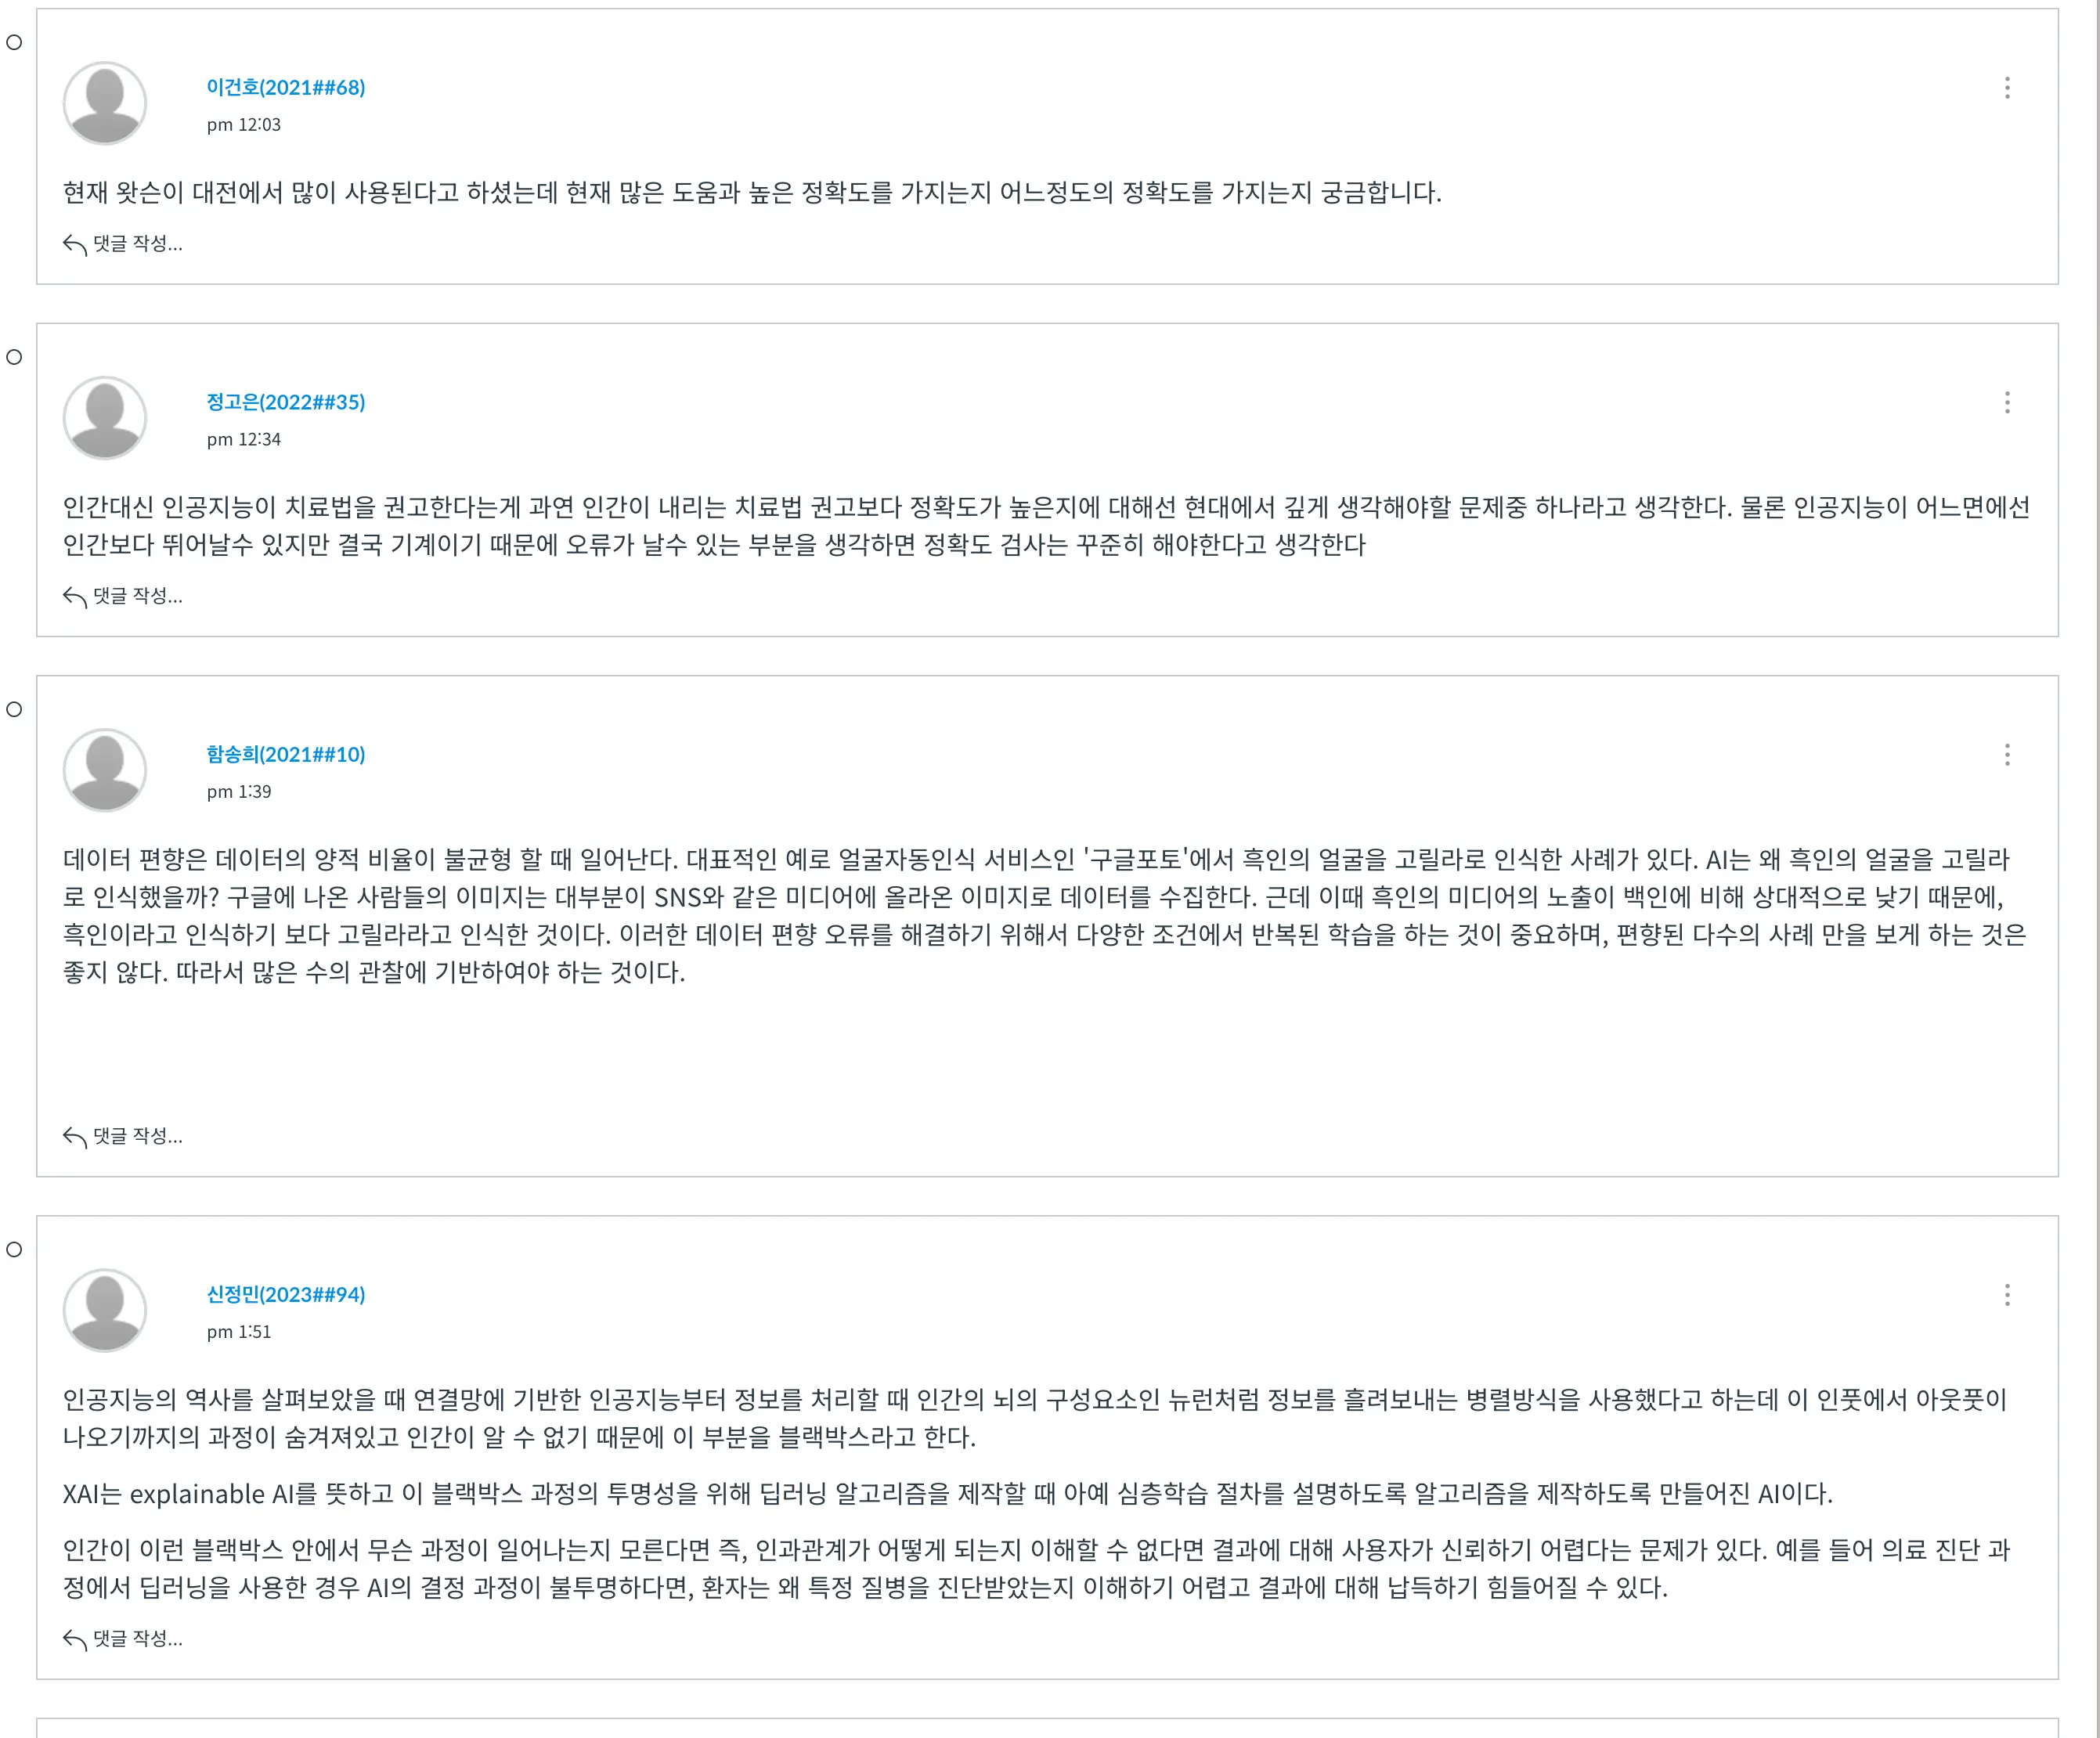 이건호(2021##68)
pm 12:03
현재 왓슨이 대전에서 많이 사용된다고 하셨는데 현재 많은 도움과 높은 정확도를 가지는지 어느정도의 정확도를 가지는지 궁금합니다.
댓글 작성...
정고은(2022##35)
pm 12:34
인간대신 인공지능이 치료법을 권고한다는게 과연 인간이 내리는 치료법 권고보다 정확도가 높은지에 대해선 현대에서 깊게 생각해야할 문제중 하나라고 생각한다. 물론 인공지능이 어느면에선
인간보다 뛰어날수 있지만 결국 기계이기 때문에 오류가 날수 있는 부분을 생각하면 정확도 검사는 꾸준히 해야한다고 생각한다
댓글 작성...
함송희(2021##10)
pm 1:39
데이터 편향은 데이터의 양적 비율이 불균형 할 때 일어난다. 대표적인 예로 얼굴자동인식 서비스인 '구글포토'에서 흑인의 얼굴을 고릴라로 인식한 사례가 있다. AI는 왜 흑인의 얼굴을 고릴라
로 인식했을까? 구글에 나온 사람들의 이미지는 대부분이 SNS와 같은 미디어에 올라온 이미지로 데이터를 수집한다. 근데 이때 흑인의 미디어의 노출이 백인에 비해 상대적으로 낮기 때문에,
흑인이라고 인식하기 보다 고릴라라고 인식한 것이다. 이러한 데이터 편향 오류를 해결하기 위해서 다양한 조건에서 반복된 학습을 하는 것이 중요하며, 편향된 다수의 사례 만을 보게 하는 것은
좋지 않다. 따라서 많은 수의 관찰에 기반하여야 하는 것이다.
댓글 작성...
신정민(2023##94)
pm 1:51
인공지능의 역사를 살펴보았을 때 연결망에 기반한 인공지능부터 정보를 처리할 때 인간의 뇌의 구성요소인 뉴런처럼 정보를 흘려보내는 병렬방식을 사용했다고 하는데 이 인풋에서 아웃풋이
나오기까지의 과정이 숨겨져있고 인간이 알 수 없기 때문에 이 부분을 블랙박스라고 한다.
XAI는 explainable AI를 뜻하고 이 블랙박스 과정의 투명성을 위해 딥러닝 알고리즘을 제작할 때 아예 심층학습 절차를 설명하도록 알고리즘을 제작하도록 만들어진 AI이다.
인간이 이런 블랙박스 안에서 무슨 과정이 일어나는지 모른다면 즉, 인과관계가 어떻게 되는지 이해할 수 없다면 결과에 대해 사용자가 신뢰하기 어렵다는 문제가 있다. 예를 들어 의료 진단 과
정에서 딥러닝을 사용한 경우 AI의 결정 과정이 불투명하다면, 환자는 왜 특정 질병을 진단받았는지 이해하기 어렵고 결과에 대해 납득하기 힘들어질 수 있다.
댓글 작성...